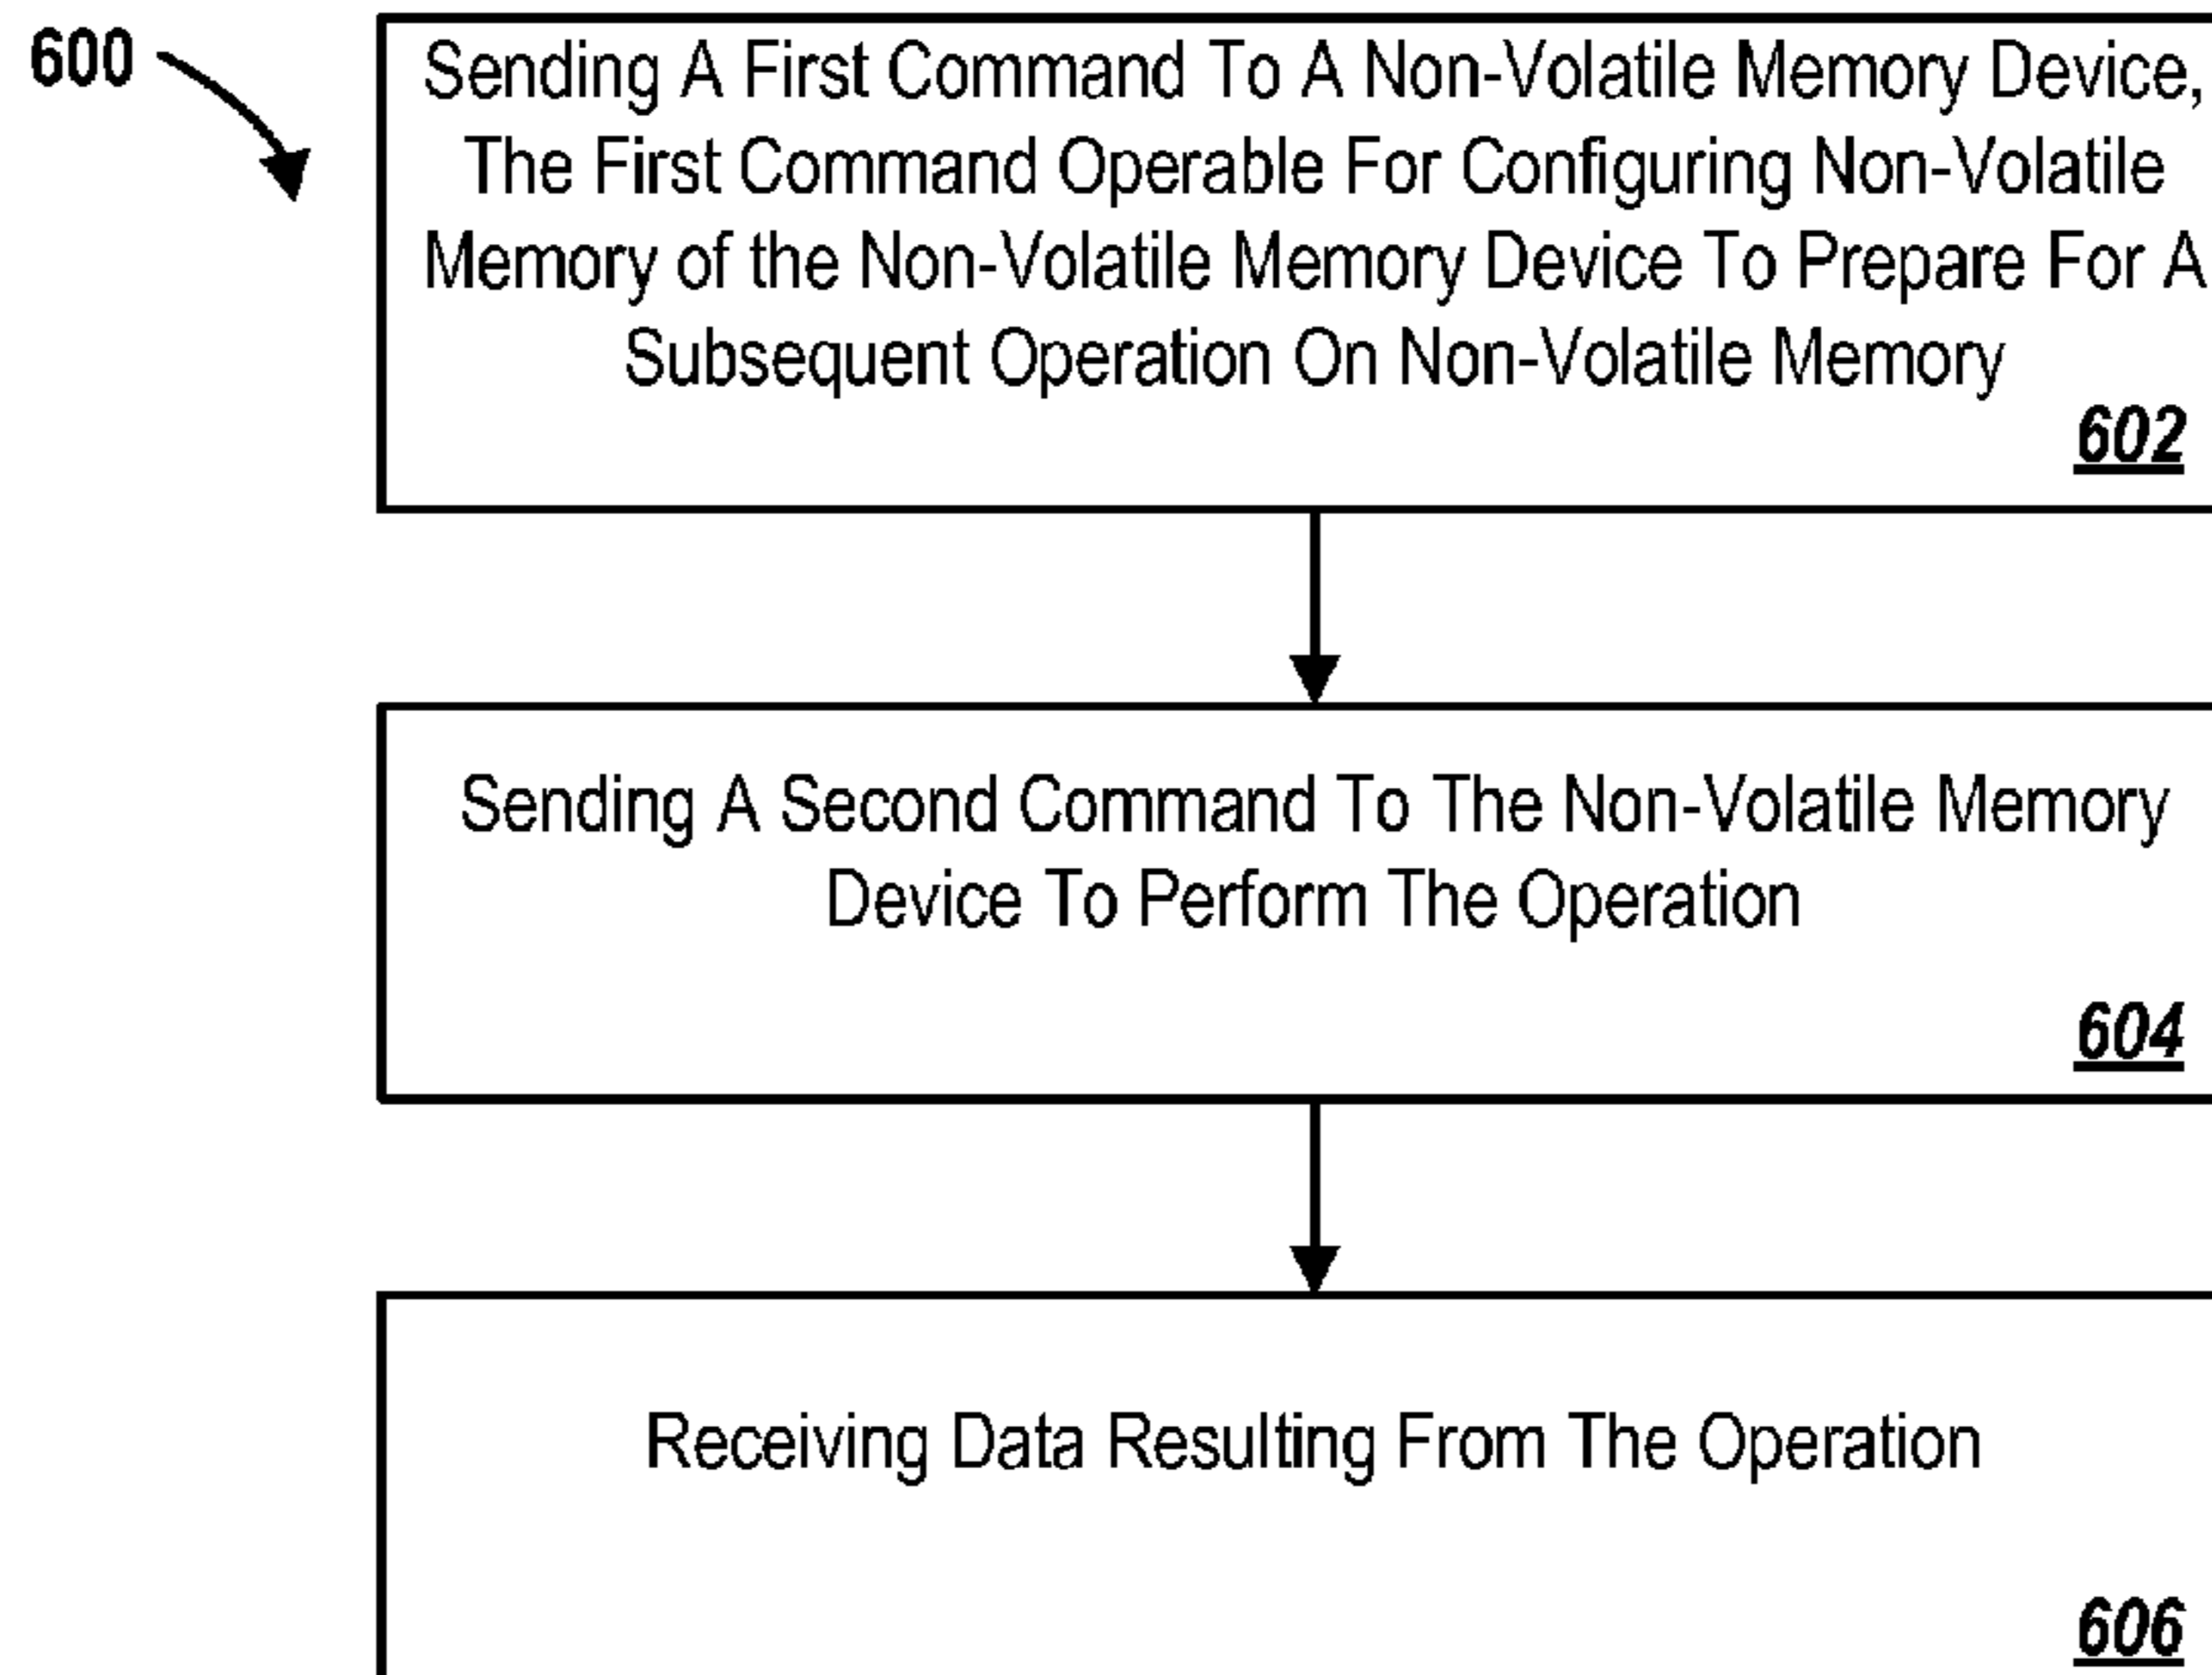 600
Sending A First Command To A Non-Volatile Memory Device,
The First Command Operable For Configuring Non-Volatile
Memory of the Non-Volatile Memory Device To Prepare For A
Subsequent Operation On Non-Volatile Memory
602
Sending A Second Command To The Non-Volatile Memory
Device To Perform The Operation
604
Receiving Data Resulting From The Operation
606